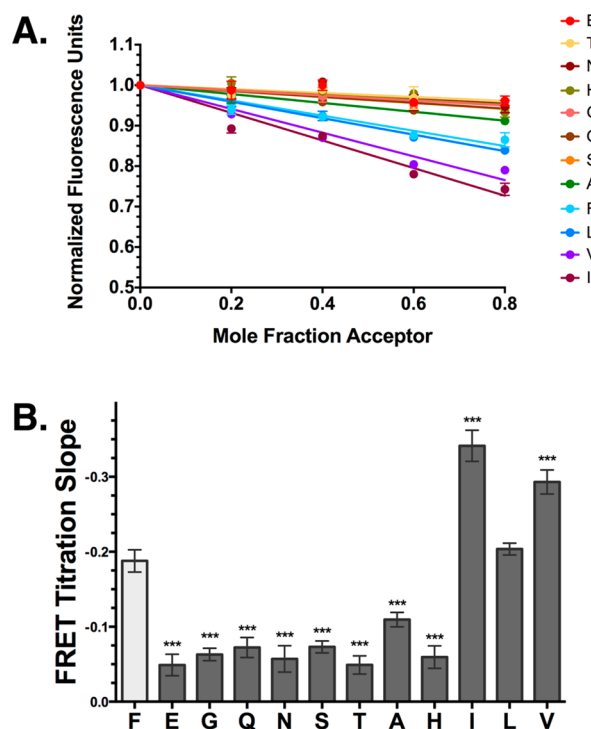 A.
Normalized Fluorescence Units
1.1
1.0
0.9
0.8
0.7
0.6
0.5
0.0 0.2 0.4 0.6 0.8
Mole Fraction Acceptor
E
T
N
H
S
A
F
L
V
I
B.
FRET Titration Slope
-0.3
-0.2
-0.1
0.0
*** *** *** *** *** *** *** *** *** ***
F E G Q N S T A H I L V